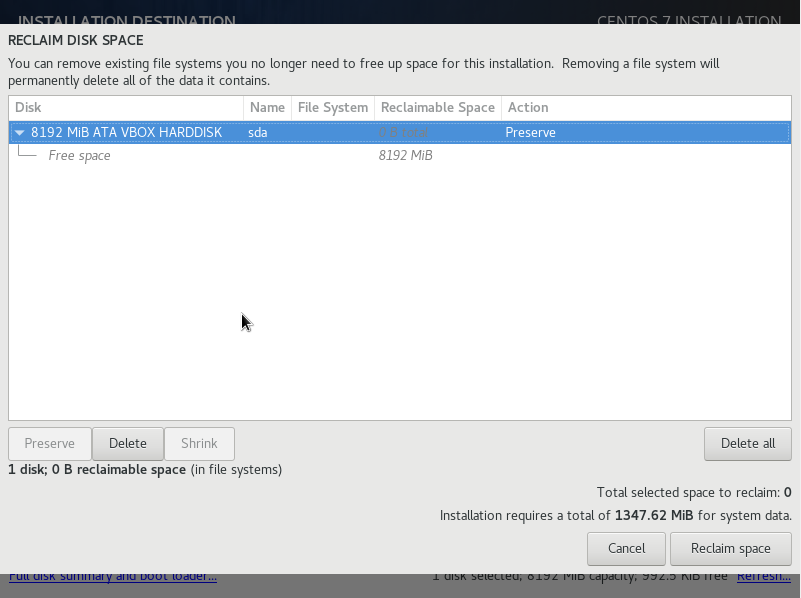 INSTALLATION DESTINATION CENTOS 7 INSTALLATION
RECLAIM DISK SPACE
You can remove existing file systems you no longer need to free up space for this installation. Removing a file system will
permanently delete all of the data it contains.
Disk Name File System Reclaimable Space Action
8192 MiB ATA VBOX HARDDISK sda Preserve
Free space 8192 MiB
Preserve Delete Shrink Delete all
1 disk; 0 B reclaimable space (in file systems)
Total selected space to reclaim: 0
Installation requires a total of 1347.62 MiB for system data.
Cancel Reclaim space
Full disk summary and boot loader... 1 disk selected; 8192 MiB capacity; 992.5 KiB free Refresh...